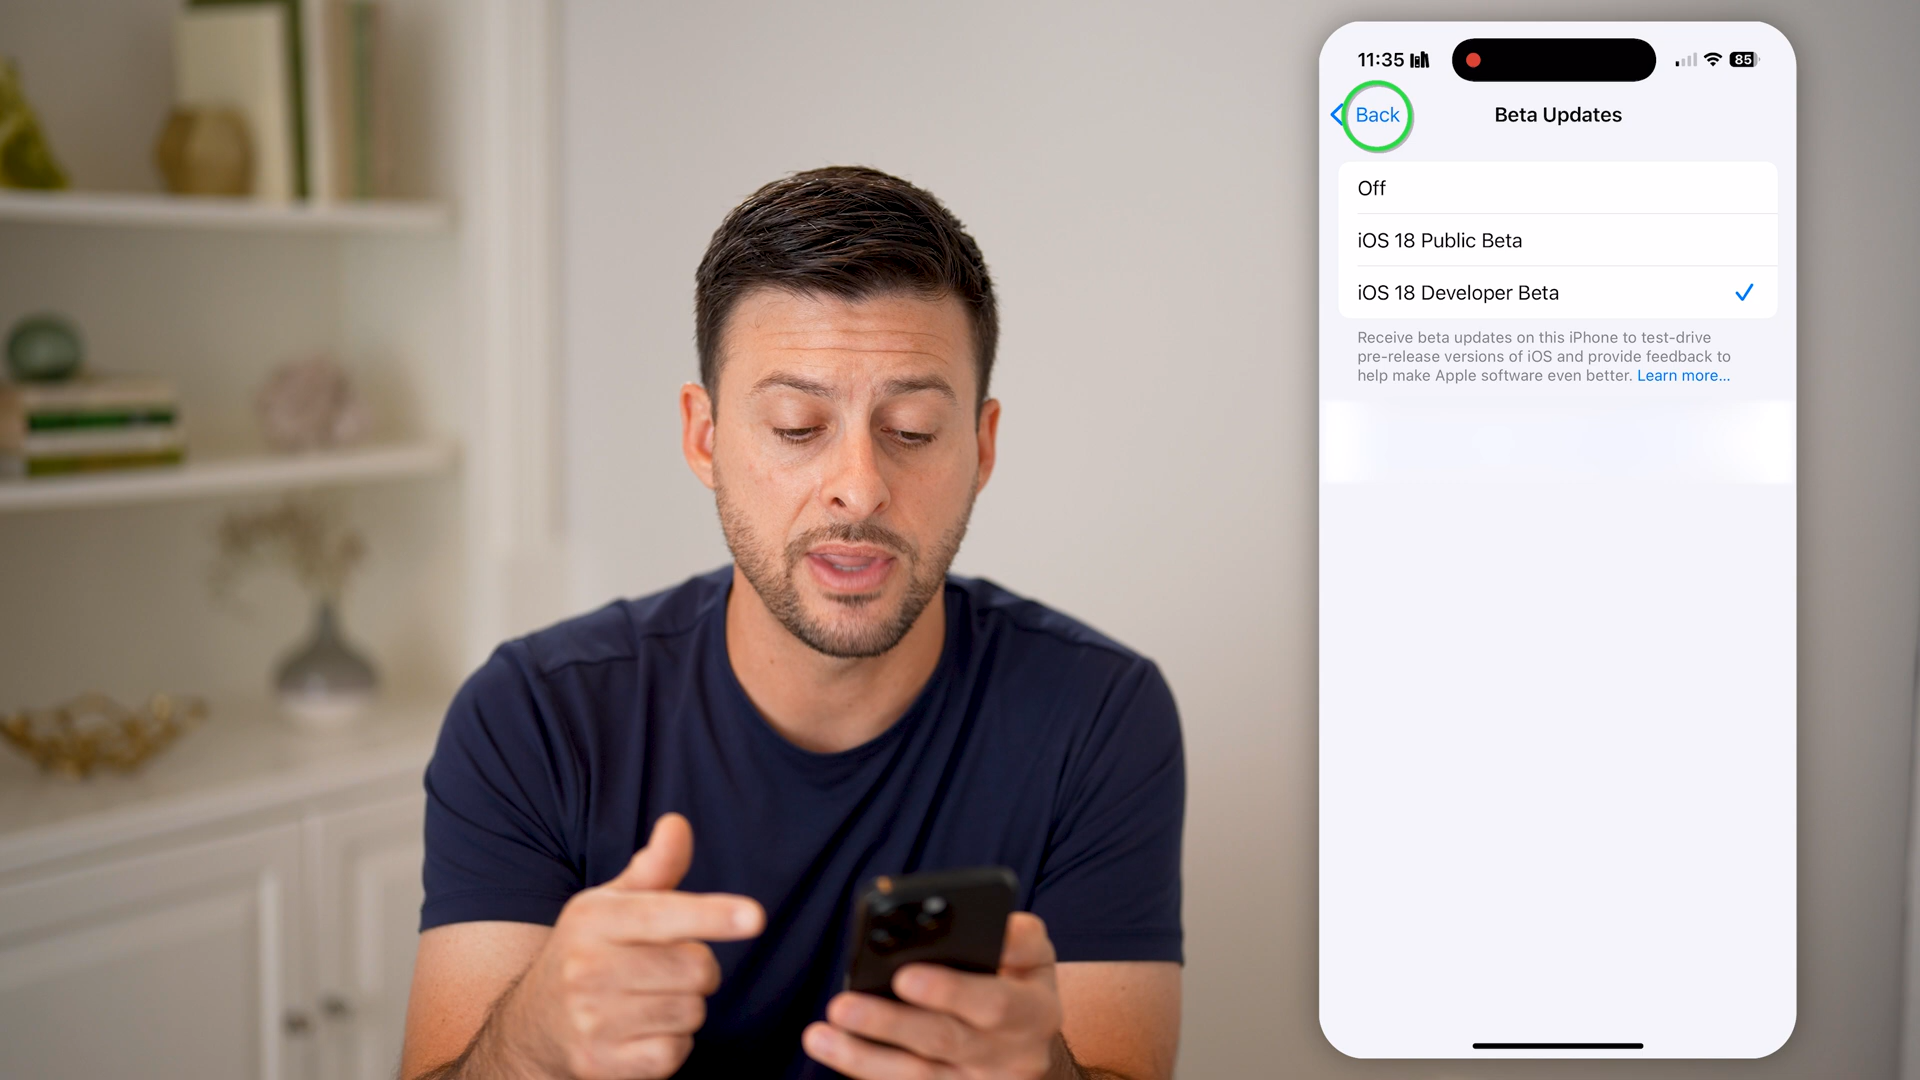 11:35
85
Back
Beta Updates
Off
iOS 18 Public Beta
iOS 18 Developer Beta
Receive beta updates on this iPhone to test-drive
pre-release versions of iOS and provide feedback to
help make Apple software even better. Learn more...